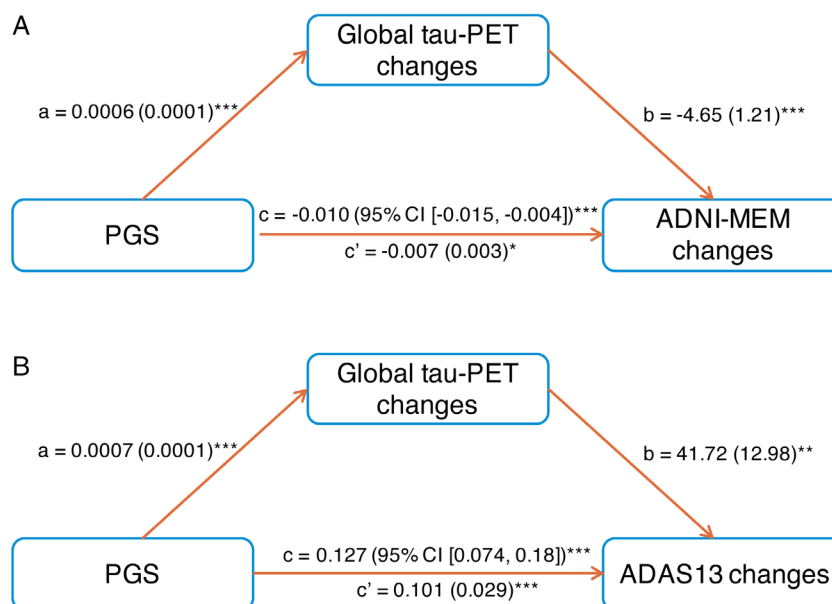 A
Global tau-PET
changes
a = 0.0006 (0.0001)***
b = -4.65 (1.21)***
PGS
c = -0.010 (95% CI [-0.015, -0.004])***
c’ = -0.007 (0.003)*
ADNI-MEM
changes
B
Global tau-PET
changes
a = 0.0007 (0.0001)***
b = 41.72 (12.98)**
PGS
c = 0.127 (95% CI [0.074, 0.18])***
c’ = 0.101 (0.029)***
ADAS13 changes